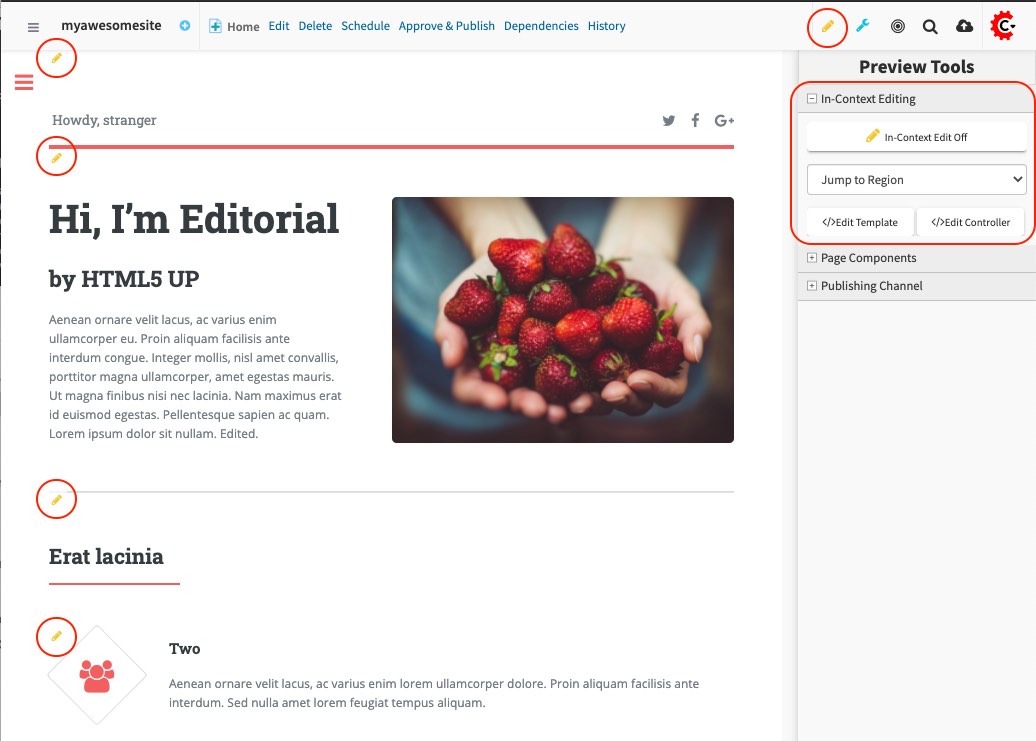 myawesomesite
Home Edit Delete Schedule Approve & Publish Dependencies History
C
Preview Tools
In-Context Editing
In-Context Edit Off
Jump to Region
</>Edit Template </>Edit Controller
Page Components
Publishing Channel
Howdy, stranger
f G+
Hi, I’m Editorial
by HTML5 UP
Aenean ornare velit lacus, ac varius enim
ullamcorper eu. Proin aliquam facilisis ante
interdum congue. Integer mollis, nisl amet convallis,
porttitor magna ullamcorper, amet egestas mauris.
Ut magna finibus nisi nec lacinia. Nam maximus erat
id euismod egestas. Pellentesque sapien ac quam.
Lorem ipsum dolor sit nullam. Edited.
Erat lacinia
Two
Aenean ornare velit lacus, ac varius enim lorem ullamcorper dolore. Proin aliquam facilisis ante
interdum. Sed nulla amet lorem feugiat tempus aliquam.